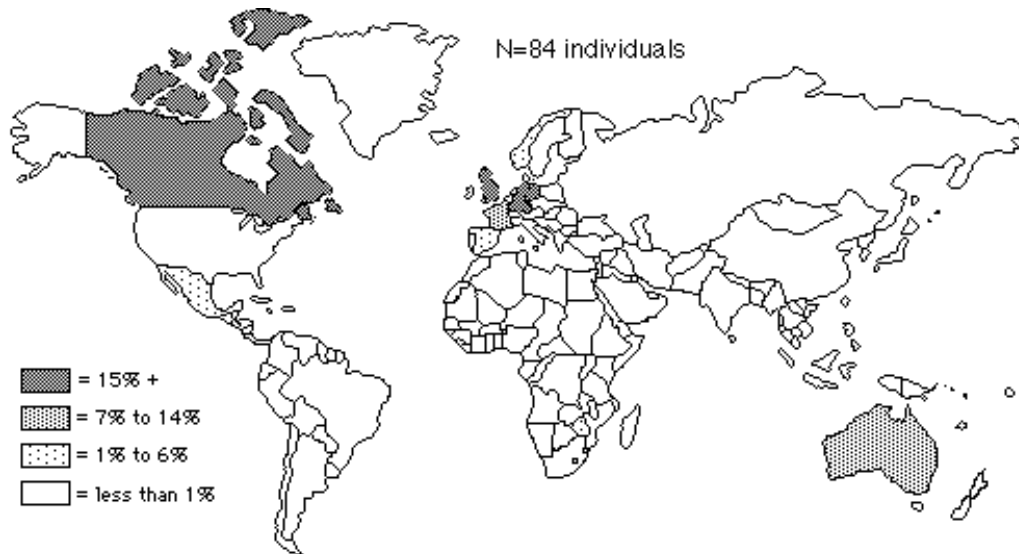 N=84 individuals
= 15% +
= 7% to 14%
= 1% to 6%
= less than 1%